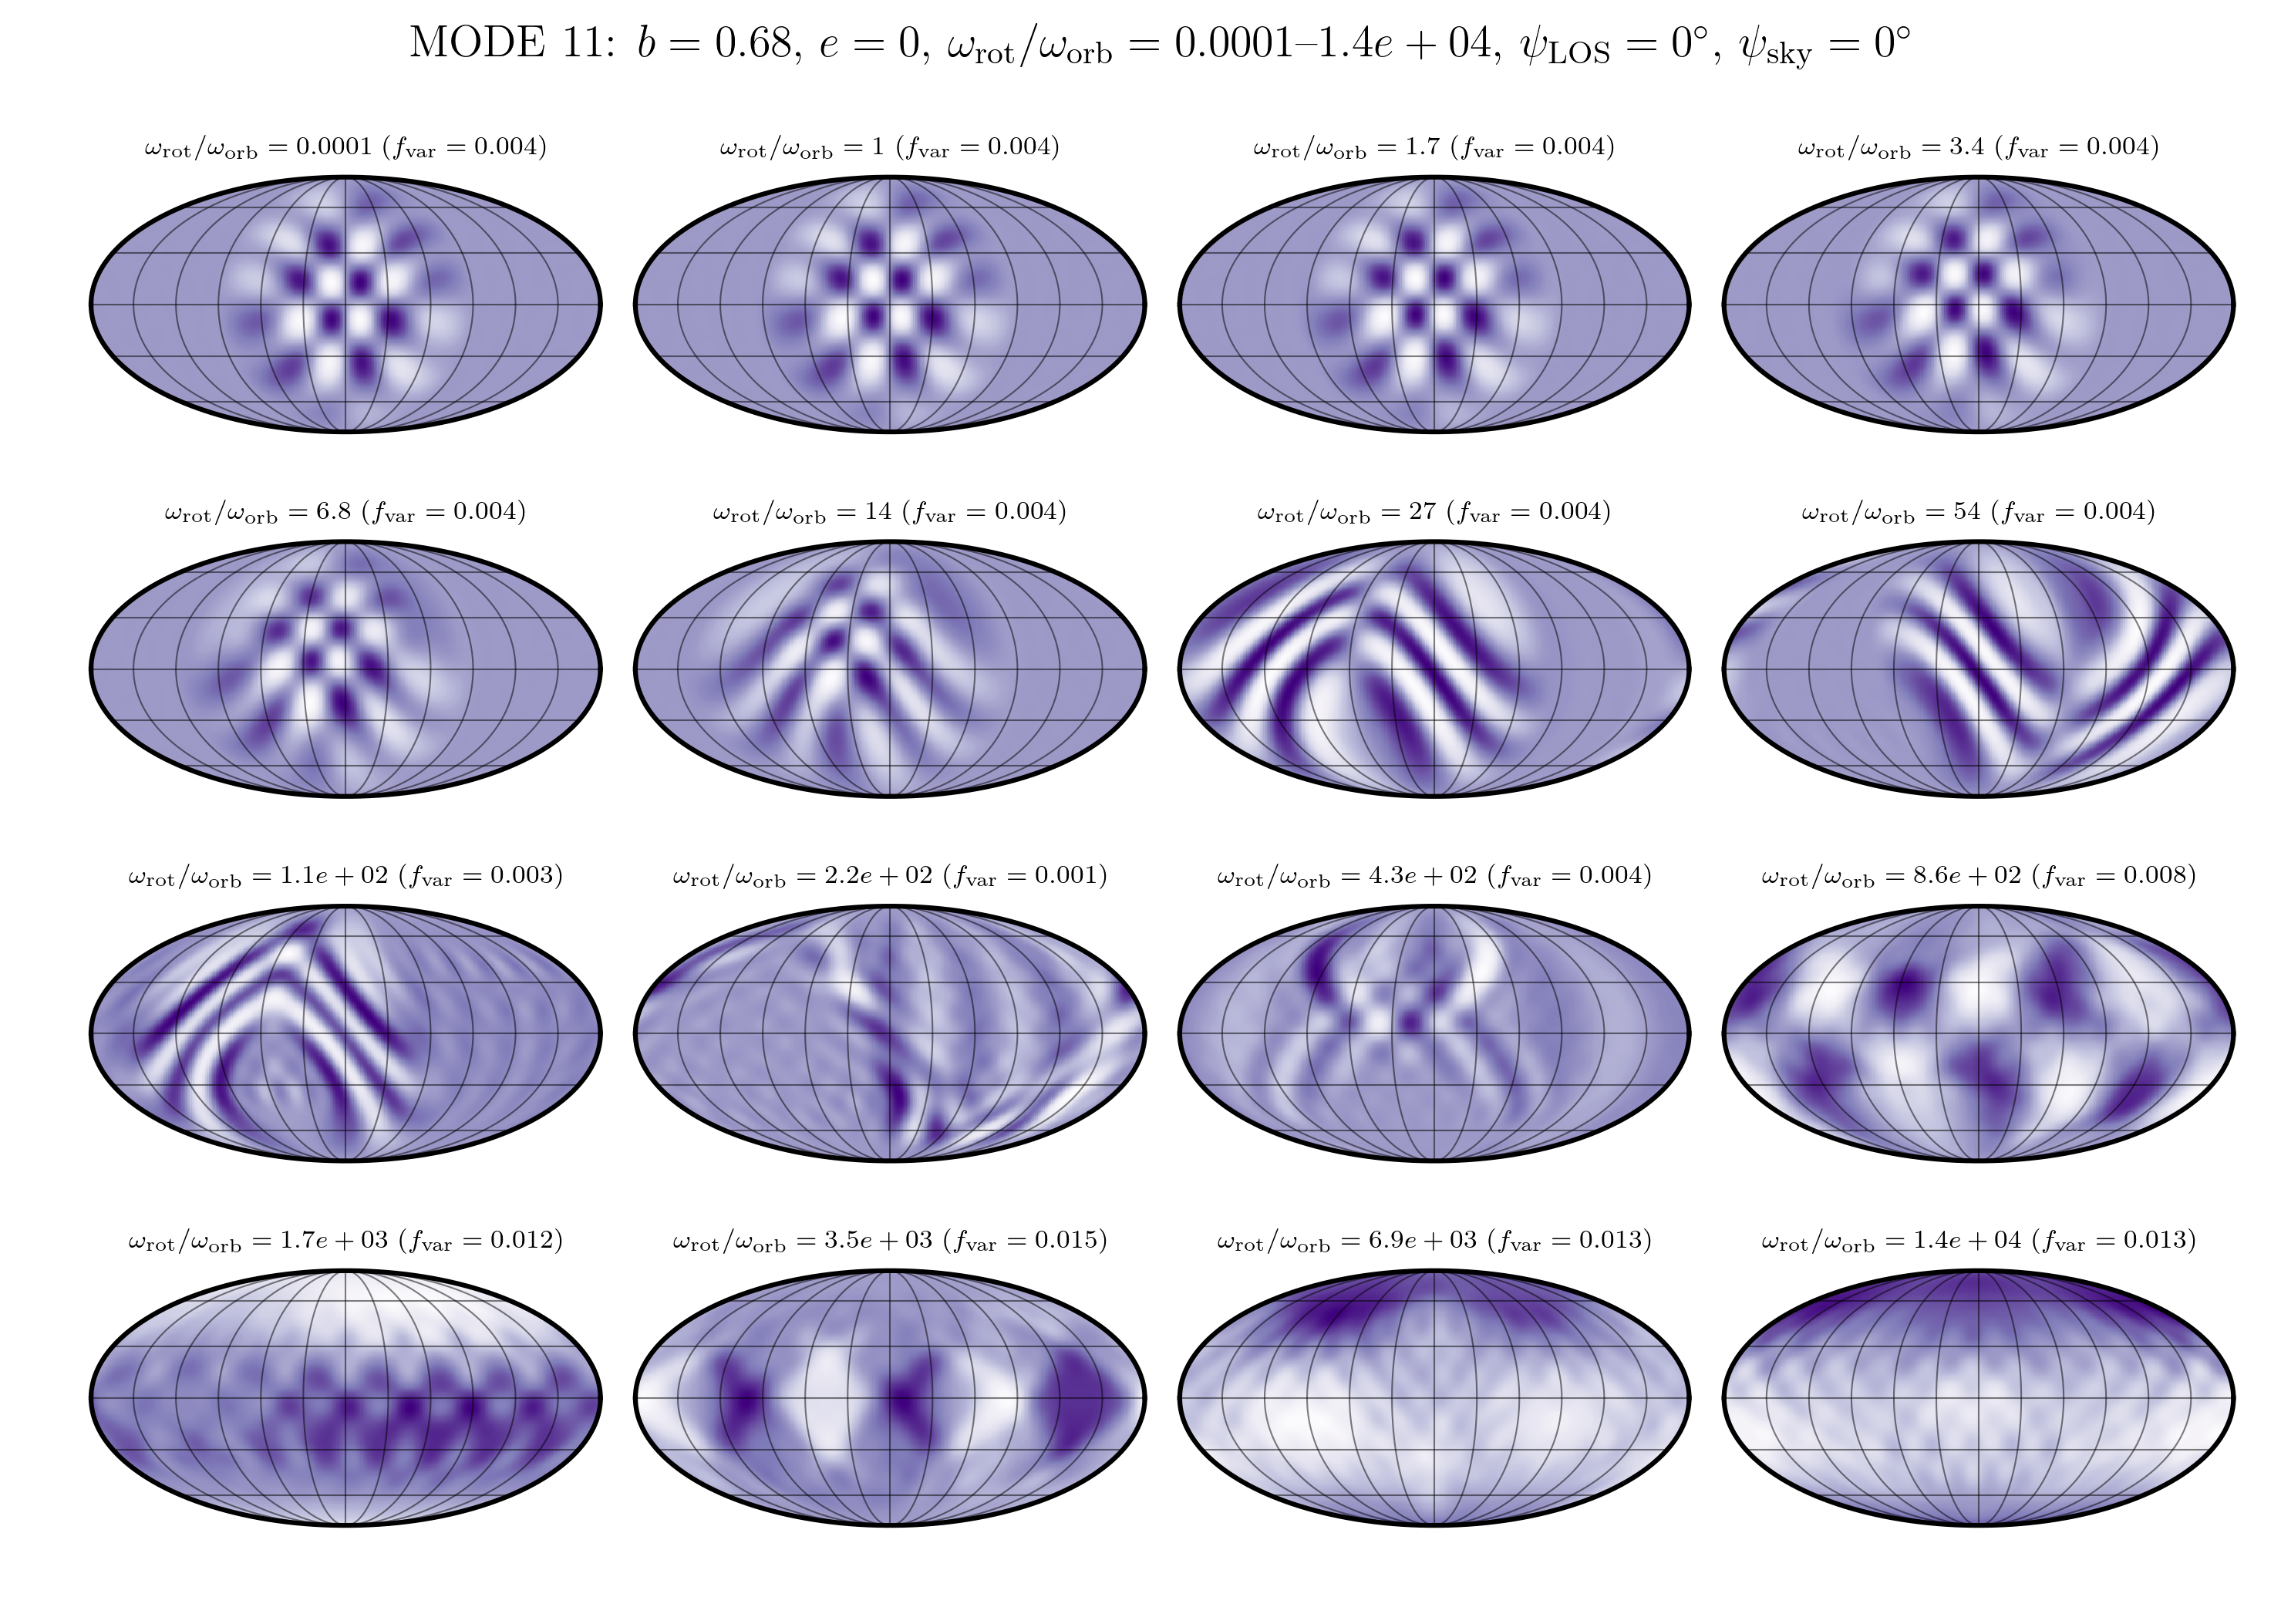 MODE 11: b = 0.68, e = 0, ω_rot/ω_orb = 0.0001–1.4e + 04, ψ_LOS = 0°, ψ_sky = 0°
ω_rot/ω_orb = 0.0001 (f_var = 0.004)
ω_rot/ω_orb = 1 (f_var = 0.004)
ω_rot/ω_orb = 1.7 (f_var = 0.004)
ω_rot/ω_orb = 3.4 (f_var = 0.004)
ω_rot/ω_orb = 6.8 (f_var = 0.004)
ω_rot/ω_orb = 14 (f_var = 0.004)
ω_rot/ω_orb = 27 (f_var = 0.004)
ω_rot/ω_orb = 54 (f_var = 0.004)
ω_rot/ω_orb = 1.1e + 02 (f_var = 0.003)
ω_rot/ω_orb = 2.2e + 02 (f_var = 0.001)
ω_rot/ω_orb = 4.3e + 02 (f_var = 0.004)
ω_rot/ω_orb = 8.6e + 02 (f_var = 0.008)
ω_rot/ω_orb = 1.7e + 03 (f_var = 0.012)
ω_rot/ω_orb = 3.5e + 03 (f_var = 0.015)
ω_rot/ω_orb = 6.9e + 03 (f_var = 0.013)
ω_rot/ω_orb = 1.4e + 04 (f_var = 0.013)